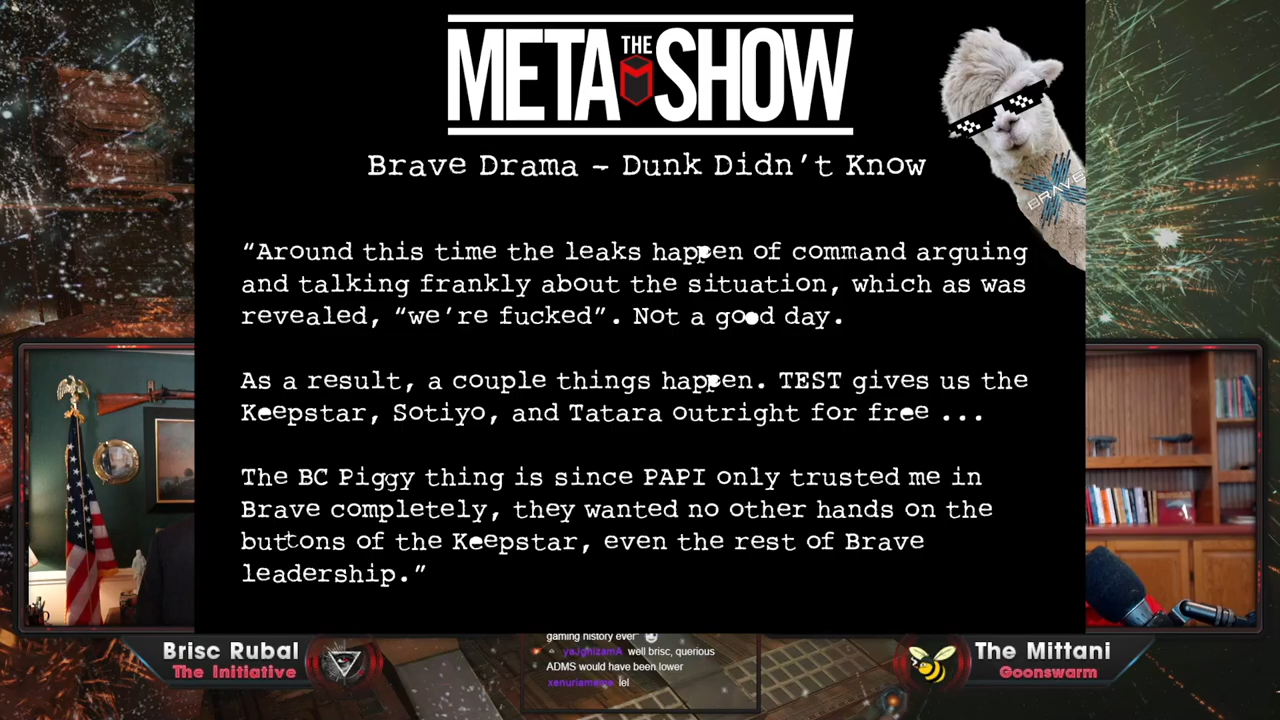 META THE SHOW
BRAVE
Brave Drama – Dunk Didn't Know
“Around this time the leaks happen of command arguing
and talking frankly about the situation, which as was
revealed, “we're fucked”. Not a good day.
As a result, a couple things happen. TEST gives us the
Keepstar, Sotiyo, and Tatara outright for free ...
The BC Piggy thing is since PAPI only trusted me in
Brave completely, they wanted no other hands on the
buttons of the Keepstar, even the rest of Brave
leadership.”
gaming history ever"
yaJghizamA well brisc, querious
ADMS would have been lower
xenuriameme lel
Brisc Rubal
The Initiative
The Mittani
Goonswarm